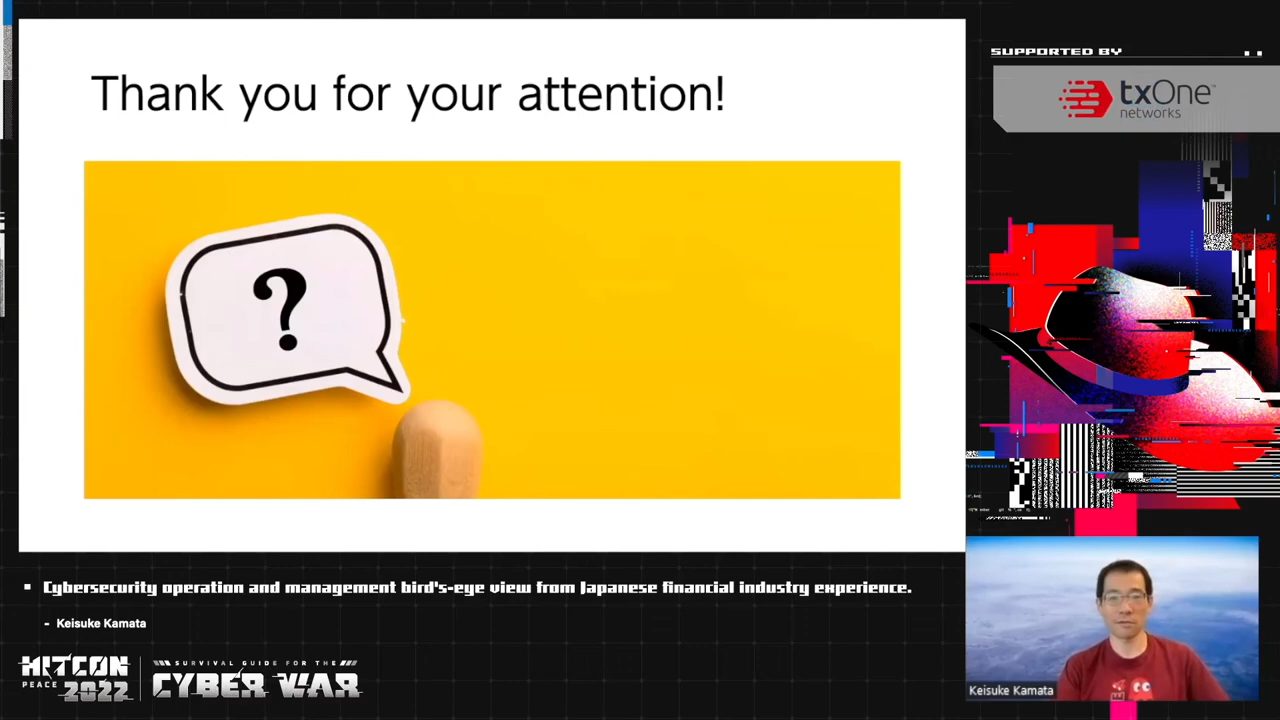 Thank you for your attention!
?
SUPPORTED BY
txOne™
networks
Keisuke Kamata
▪ Cybersecurity operation and management bird's-eye view from Japanese financial industry experience.
- Keisuke Kamata
HITCON
PEACE 2022
SURVIVAL GUIDE FOR THE
CYBER WAR